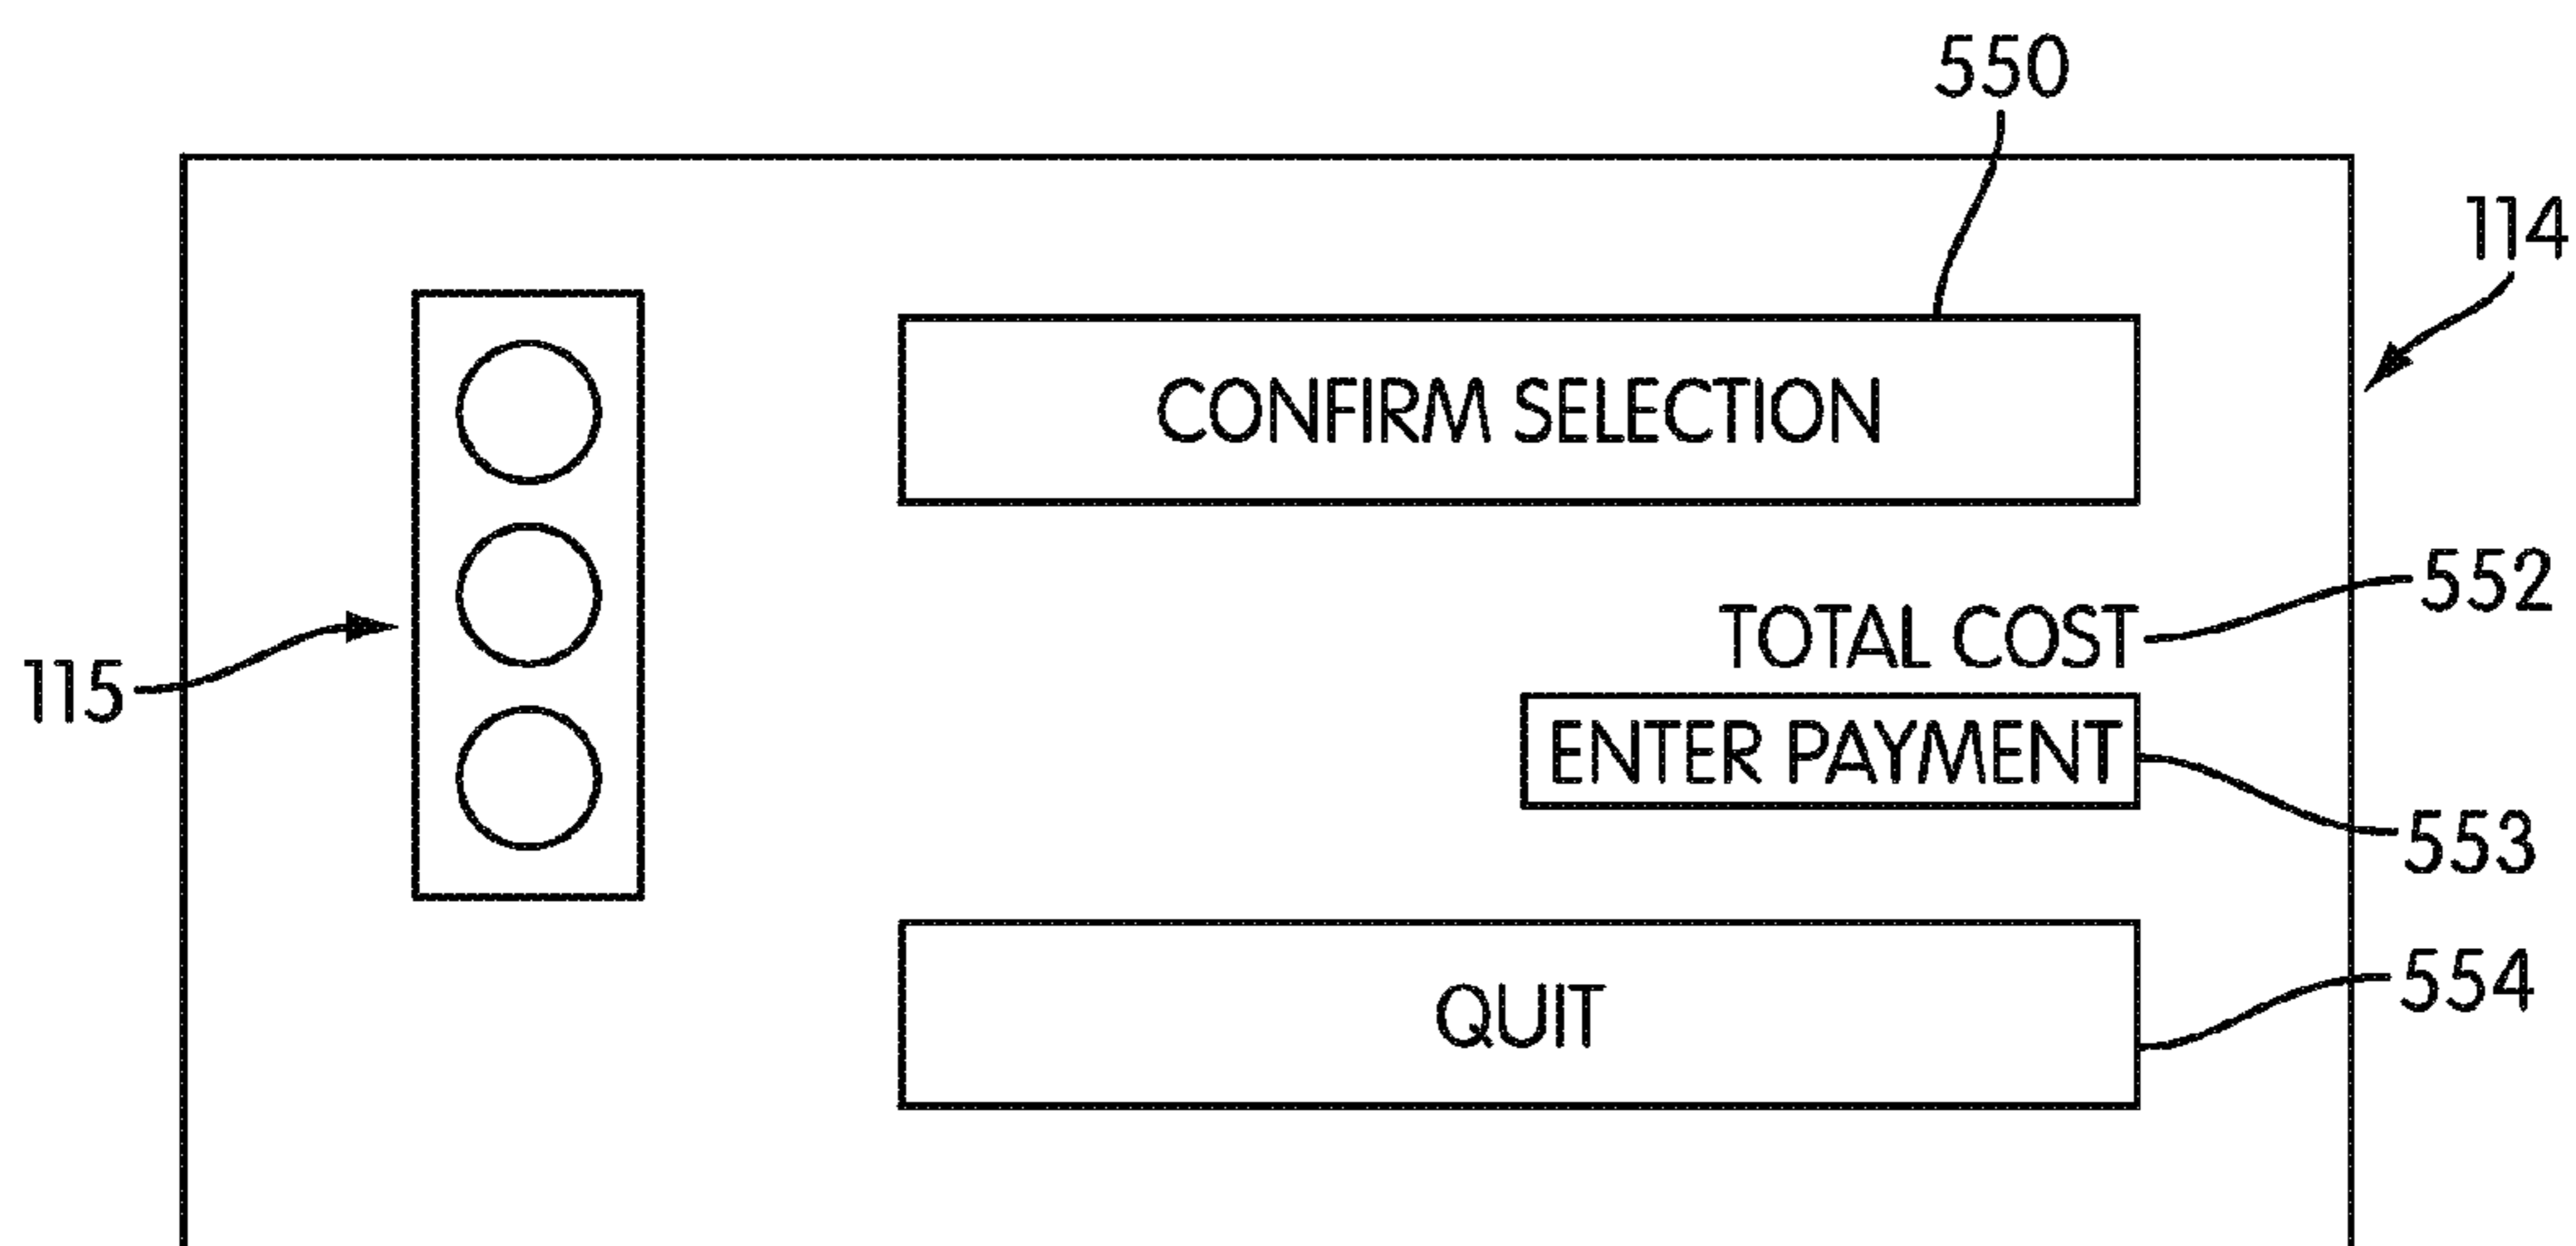 550
114
CONFIRM SELECTION
552
TOTAL COST
115
ENTER PAYMENT
553
554
QUIT